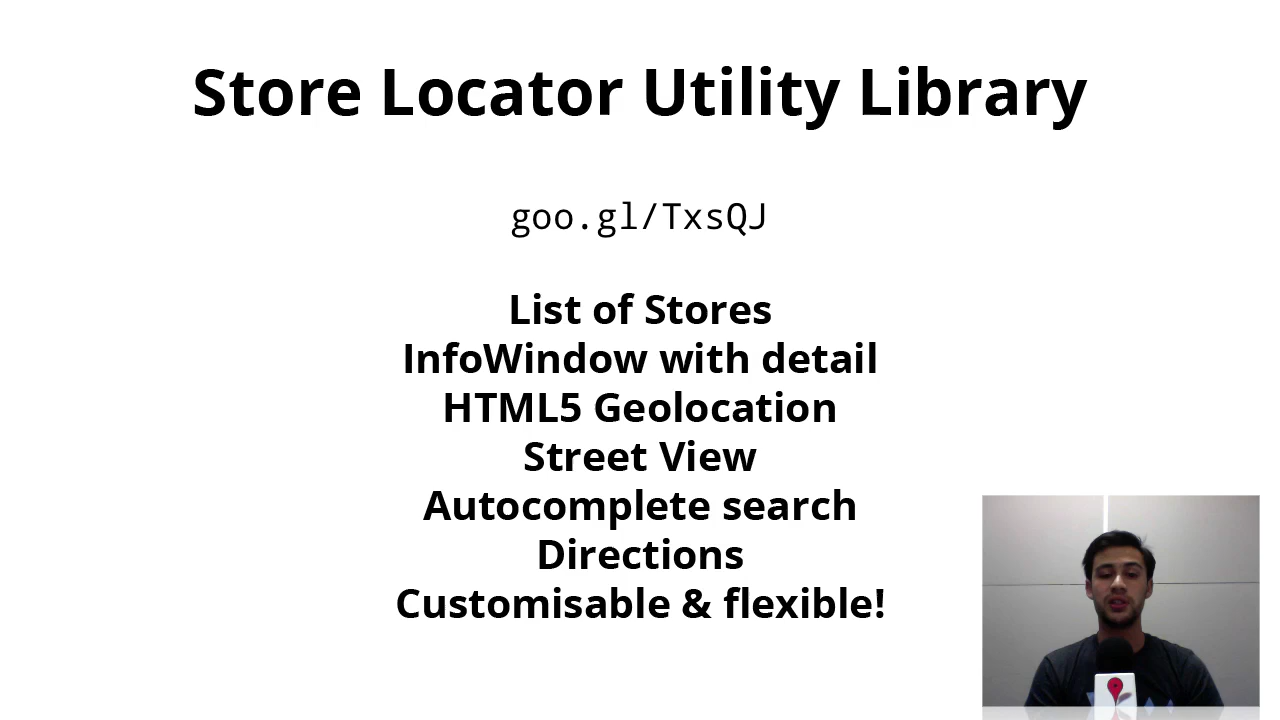 Store Locator Utility Library
goo.gl/TxsQJ
List of Stores
InfoWindow with detail
HTML5 Geolocation
Street View
Autocomplete search
Directions
Customisable & flexible!